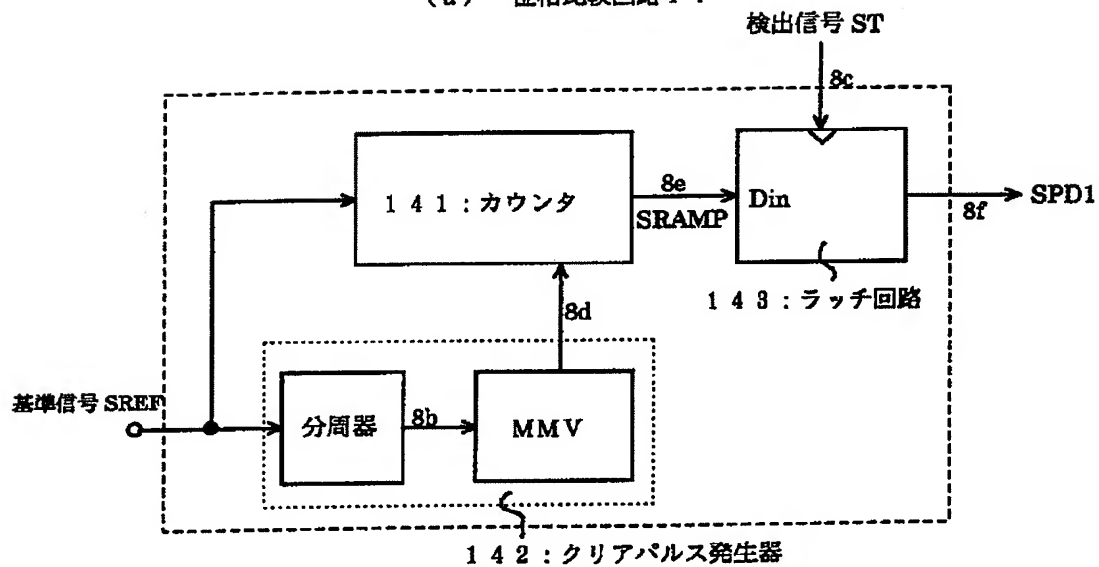 検出信号 ST
8c
141:カウンタ
8e
SRAMP
Din
8f
SPD1
143:ラッチ回路
8d
基準信号 SREF
分周器
8b
MMV
142:クリアパルス発生器